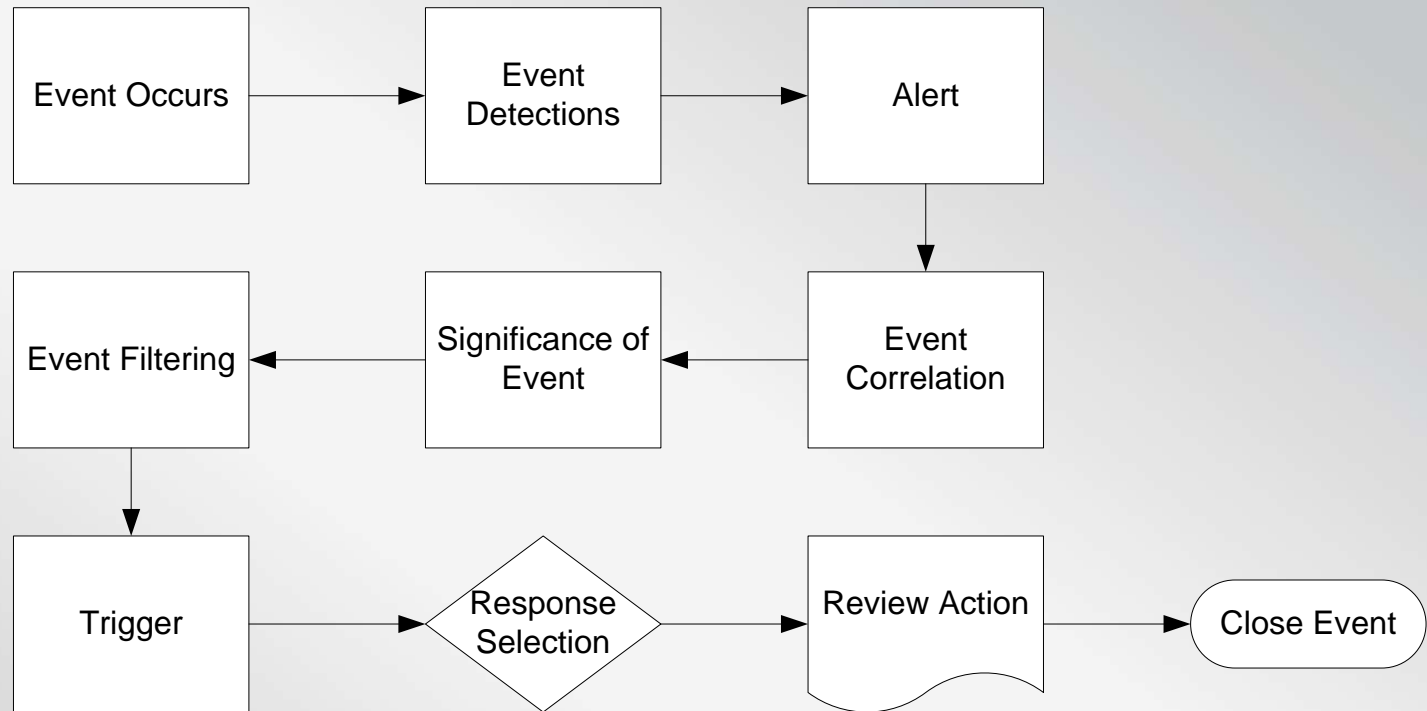 Event Occurs
Event
Detections
Alert
Event
Correlation
Significance of
Event
Event Filtering
Trigger
Response
Selection
Review Action
Close Event